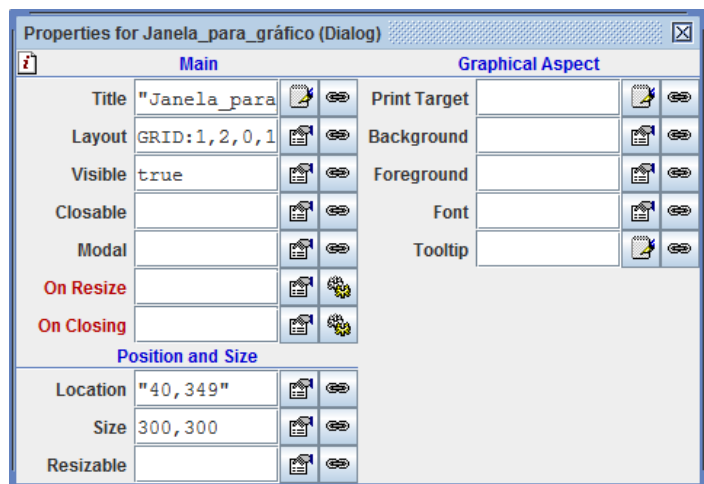 Properties for Janela_para_gráfico (Dialog)
i
Main
Title "Janela_para
Layout GRID:1,2,0,1
Visible true
Closable
Modal
On Resize
On Closing
Position and Size
Location "40,349"
Size 300,300
Resizable
Graphical Aspect
Print Target
Background
Foreground
Font
Tooltip